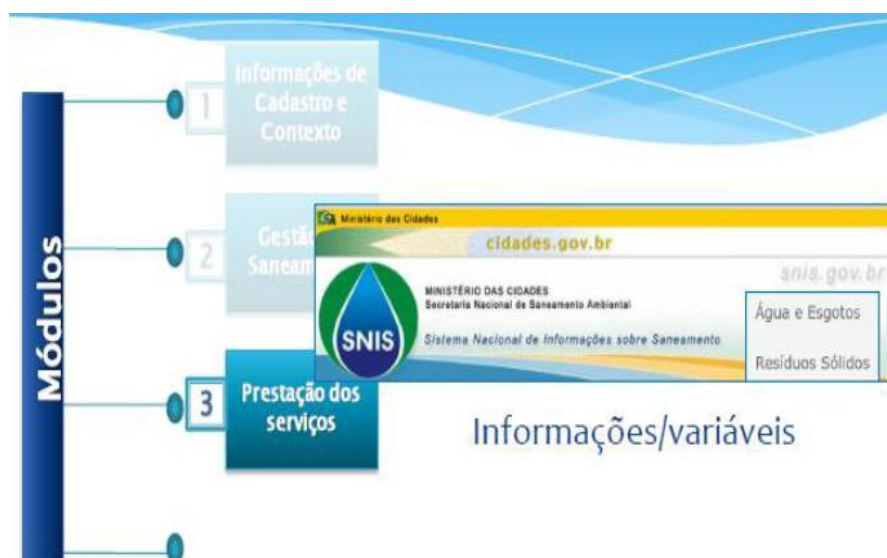 Módulos
1
Informações de
Cadastro e
Contexto
2
Gestã
Saneam
3
Prestação dos
serviços
Ministério das Cidades
cidades.gov.br
snis.gov.br
SNIS
MINISTÉRIO DAS CIDADES
Secretaria Nacional de Saneamento Ambiental
Sistema Nacional de Informações sobre Saneamento
Água e Esgotos
Resíduos Sólidos
Informações/variáveis